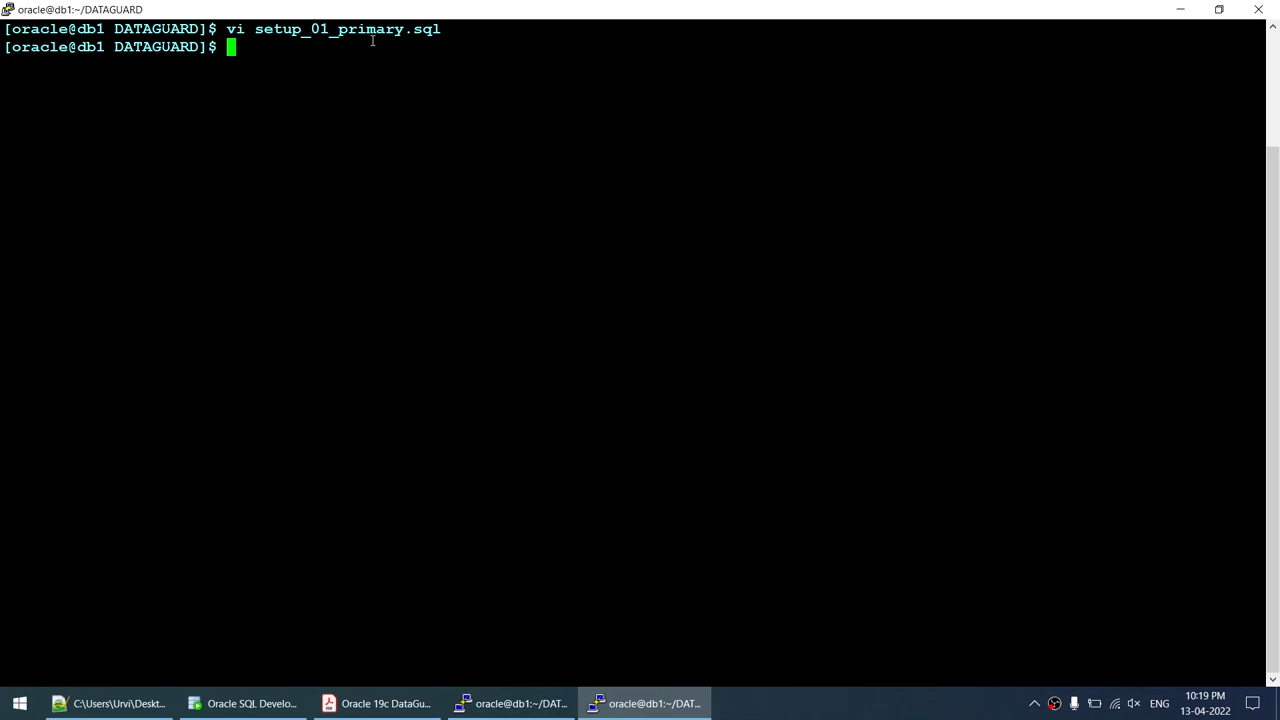 oracle@db1:~/DATAGUARD
[oracle@db1 DATAGUARD]$ vi setup_01_primary.sql
[oracle@db1 DATAGUARD]$
C:\Users\Urvi\Deskt...
Oracle SQL Develo...
Oracle 19c DataGu...
oracle@db1:~/DAT...
oracle@db1:~/DAT...
ENG
10:19 PM
13-04-2022